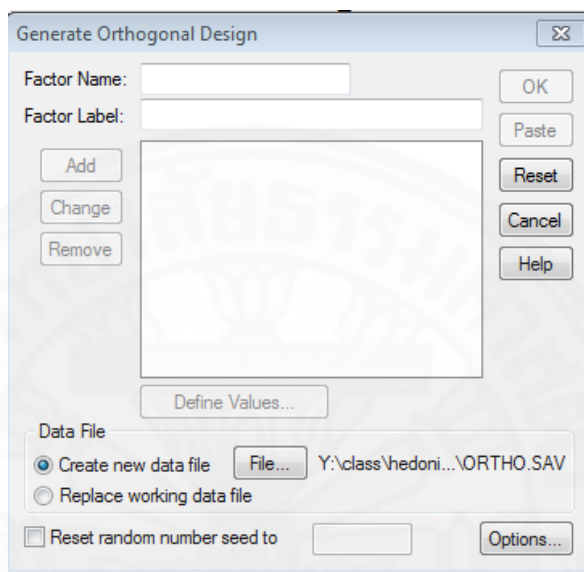 Generate Orthogonal Design
Factor Name:
OK
Factor Label:
Paste
Add
Reset
Change
Cancel
Remove
Help
Define Values...
Data File
Create new data file File... Y:\class\hedoni...\ORTHO.SAV
Replace working data file
Reset random number seed to Options...